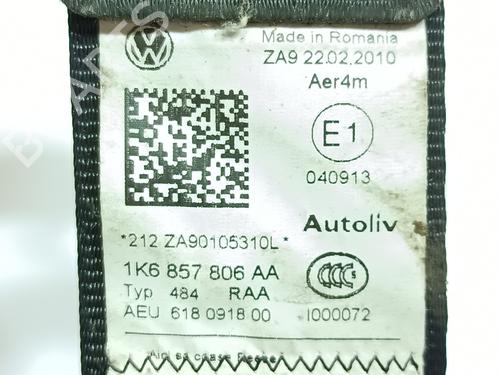 Made in Romania
ZA9 22.02.2010
Aer4m
E1
040913
Autoliv
*212 ZA90105310L*
1K6 857 806 AA
Typ 484 RAA
AEU 618 0918 00 I000072
CCC S